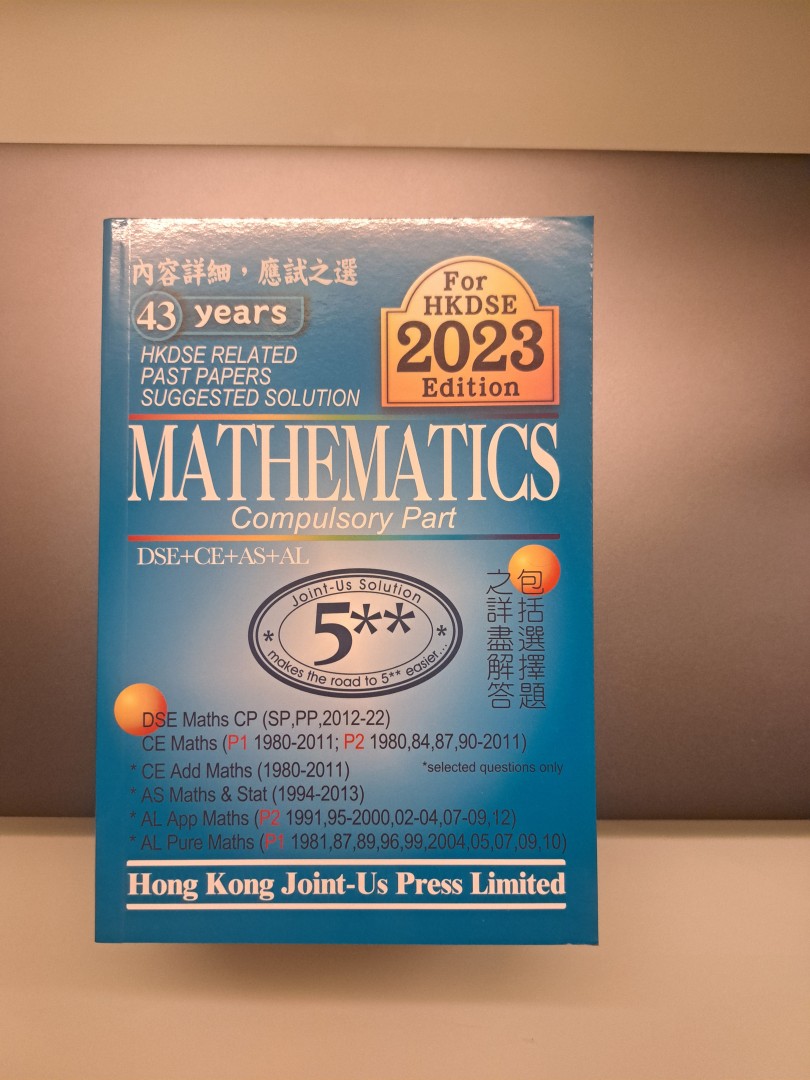 內容詳細，應試之選
43 years
HKDSE RELATED
PAST PAPERS
SUGGESTED SOLUTION
For
HKDSE
2023
Edition
MATHEMATICS
Compulsory Part
DSE+CE+AS+AL
Joint-Us Solution
* 5** *
makes the road to 5** easier...
包括選擇題
之詳盡解答
DSE Maths CP (SP,PP,2012-22)
CE Maths (P1 1980-2011; P2 1980,84,87,90-2011)
* CE Add Maths (1980-2011)
*selected questions only
* AS Maths & Stat (1994-2013)
* AL App Maths (P2 1991,95-2000,02-04,07-09,12)
* AL Pure Maths (P1 1981,87,89,96,99,2004,05,07,09,10)
Hong Kong Joint-Us Press Limited